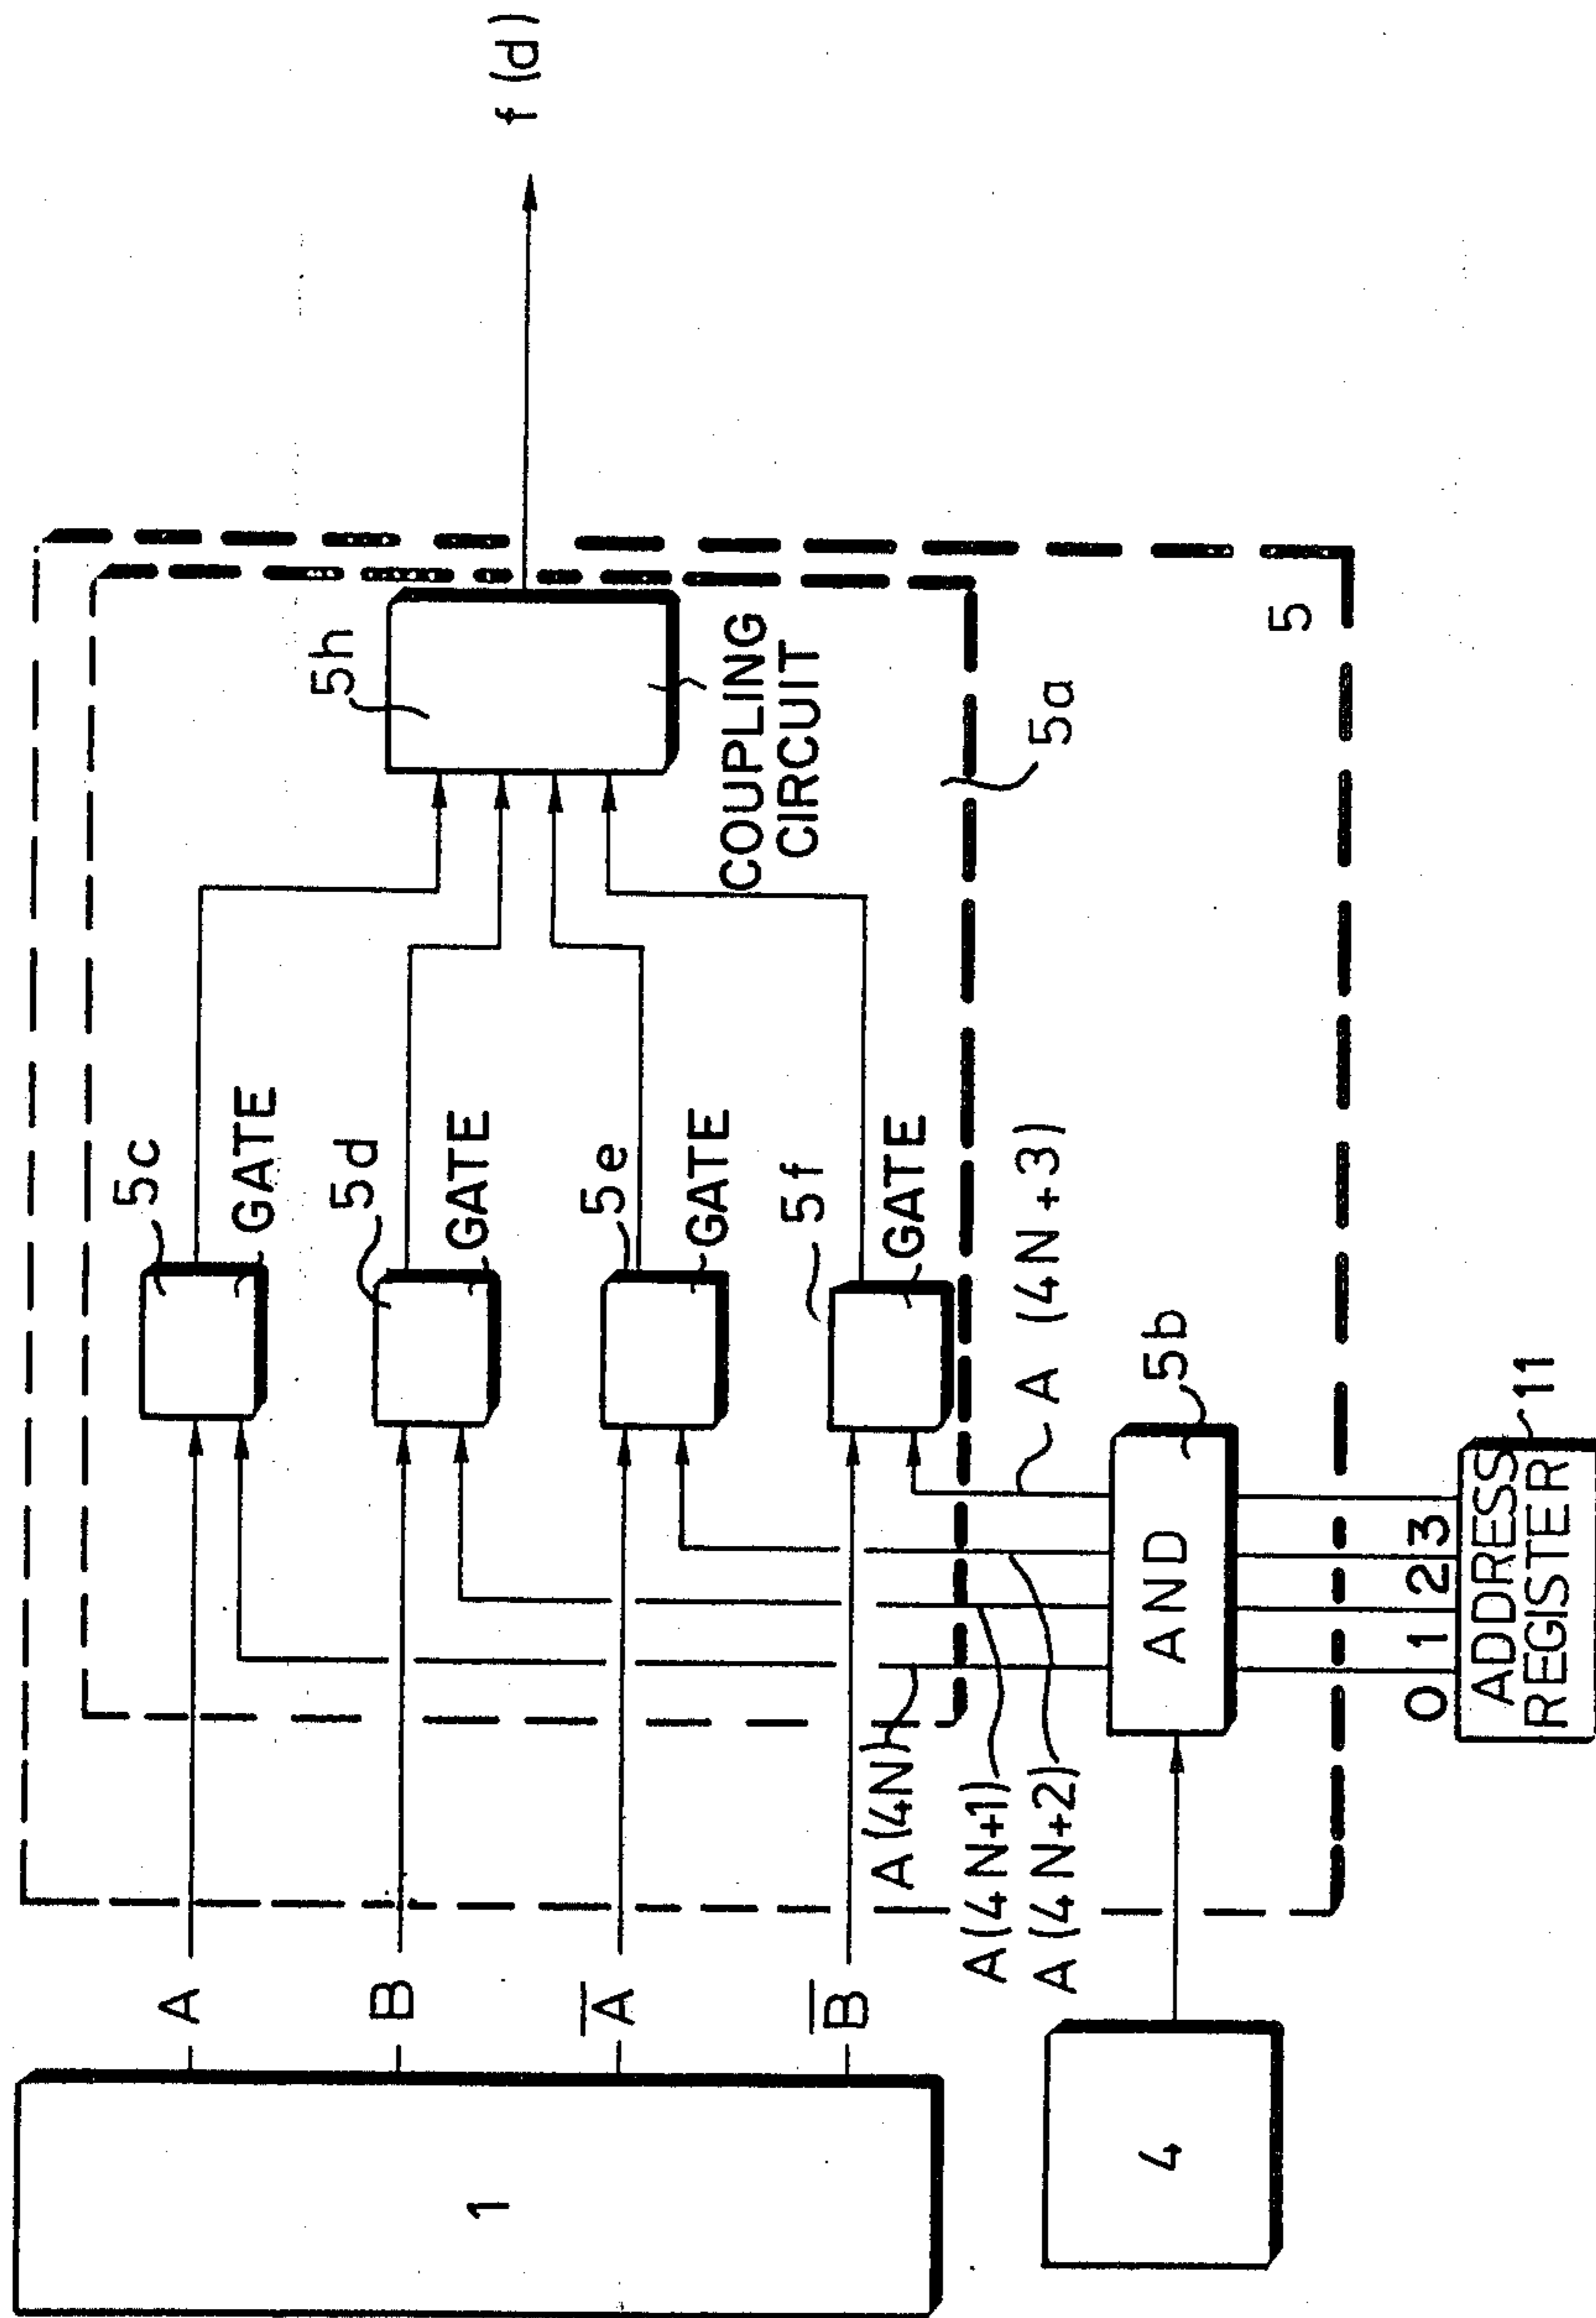 1
A
B
A̅
B̅
5c
GATE
5d
GATE
5e
GATE
5f
GATE
5h
COUPLING
CIRCUIT
f (d)
5a
5
A (4N)
A (4N+1)
A (4N+2)
A (4N+3)
4
AND
5b
0 1 2 3
ADDRESS
REGISTER
11